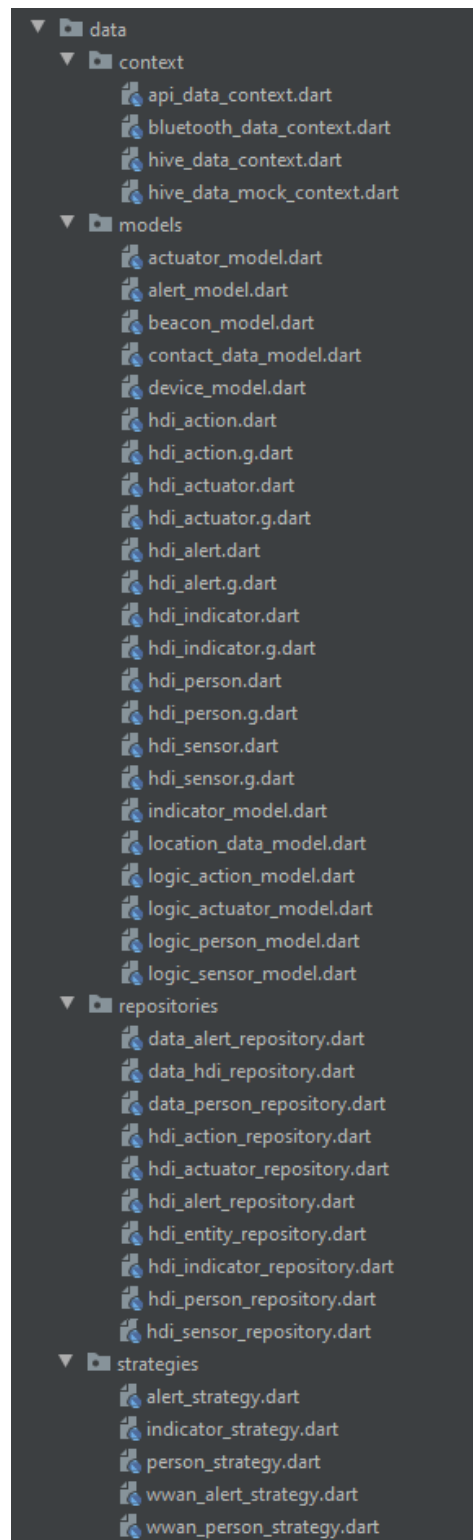 data
context
api_data_context.dart
bluetooth_data_context.dart
hive_data_context.dart
hive_data_mock_context.dart
models
actuator_model.dart
alert_model.dart
beacon_model.dart
contact_data_model.dart
device_model.dart
hdi_action.dart
hdi_action.g.dart
hdi_actuator.dart
hdi_actuator.g.dart
hdi_alert.dart
hdi_alert.g.dart
hdi_indicator.dart
hdi_indicator.g.dart
hdi_person.dart
hdi_person.g.dart
hdi_sensor.dart
hdi_sensor.g.dart
indicator_model.dart
location_data_model.dart
logic_action_model.dart
logic_actuator_model.dart
logic_person_model.dart
logic_sensor_model.dart
repositories
data_alert_repository.dart
data_hdi_repository.dart
data_person_repository.dart
hdi_action_repository.dart
hdi_actuator_repository.dart
hdi_alert_repository.dart
hdi_entity_repository.dart
hdi_indicator_repository.dart
hdi_person_repository.dart
hdi_sensor_repository.dart
strategies
alert_strategy.dart
indicator_strategy.dart
person_strategy.dart
wwan_alert_strategy.dart
wwan_person_strategy.dart